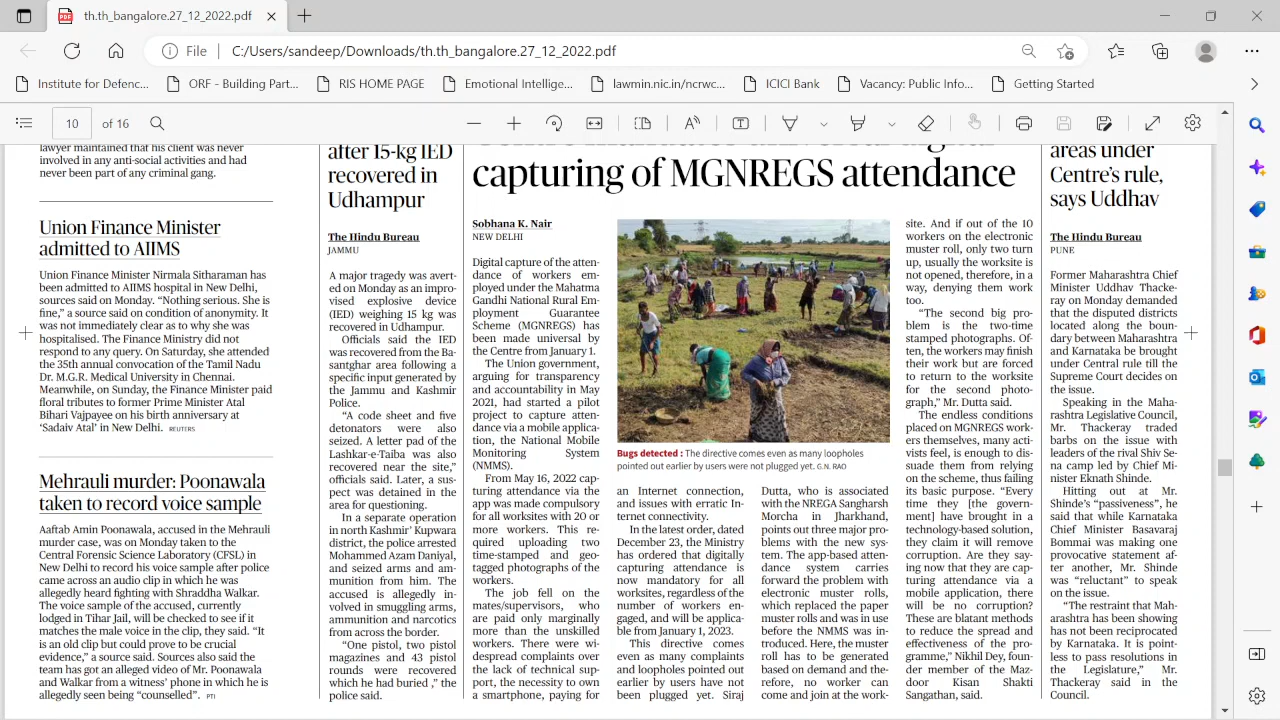 th.th_bangalore.27_12_2022.pdf
File
C:/Users/sandeep/Downloads/th.th_bangalore.27_12_2022.pdf
Institute for Defenc...
ORF - Building Part...
RIS HOME PAGE
Emotional Intellige...
lawmin.nic.in/ncrwc...
ICICI Bank
Vacancy: Public Info...
Getting Started
10 of 16
lawyer maintained that his client was never
involved in any anti-social activities and had
never been part of any criminal gang.
Union Finance Minister
admitted to AIIMS
Union Finance Minister Nirmala Sitharaman has
been admitted to AIIMS hospital in New Delhi,
sources said on Monday. “Nothing serious. She is
fine,” a source said on condition of anonymity. It
was not immediately clear as to why she was
hospitalised. The Finance Ministry did not
respond to any query. On Saturday, she attended
the 35th annual convocation of the Tamil Nadu
Dr. M.G.R. Medical University in Chennai.
Meanwhile, on Sunday, the Finance Minister paid
floral tributes to former Prime Minister Atal
Bihari Vajpayee on his birth anniversary at
‘Sadaiv Atal’ in New Delhi. REUTERS
Mehrauli murder: Poonawala
taken to record voice sample
Aaftab Amin Poonawala, accused in the Mehrauli
murder case, was on Monday taken to the
Central Forensic Science Laboratory (CFSL) in
New Delhi to record his voice sample after police
came across an audio clip in which he was
allegedly heard fighting with Shraddha Walkar.
The voice sample of the accused, currently
lodged in Tihar Jail, will be checked to see if it
matches the male voice in the clip, they said. “It
is an old clip but could prove to be crucial
evidence,” a source said. Sources also said the
team has got an alleged video of Mr. Poonawala
and Walkar from a witness’ phone in which he is
allegedly seen being “counselled”. PTI
after 15-kg IED
recovered in
Udhampur
The Hindu Bureau
JAMMU
A major tragedy was avert-
ed on Monday as an impro-
vised explosive device
(IED) weighing 15 kg was
recovered in Udhampur.
Officials said the IED
was recovered from the Ba-
santghar area following a
specific input generated by
the Jammu and Kashmir
Police.
“A code sheet and five
detonators were also
seized. A letter pad of the
Lashkar-e-Taiba was also
recovered near the site,”
officials said. Later, a sus-
pect was detained in the
area for questioning.
In a separate operation
in north Kashmir’ Kupwara
district, the police arrested
Mohammed Azam Daniyal,
and seized arms and am-
munition from him. The
accused is allegedly in-
volved in smuggling arms,
ammunition and narcotics
from across the border.
“One pistol, two pistol
magazines and 43 pistol
rounds were recovered
which he had buried ,” the
police said.
Centre mandates universal digital
capturing of MGNREGS attendance
Sobhana K. Nair
NEW DELHI
Digital capture of the atten-
dance of workers em-
ployed under the Mahatma
Gandhi National Rural Em-
ployment Guarantee
Scheme (MGNREGS) has
been made universal by
the Centre from January 1.
The Union government,
arguing for transparency
and accountability in May
2021, had started a pilot
project to capture atten-
dance via a mobile applica-
tion, the National Mobile
Monitoring System
(NMMS).
From May 16, 2022 cap-
turing attendance via the
app was made compulsory
for all worksites with 20 or
more workers. This re-
quired uploading two
time-stamped and geo-
tagged photographs of the
workers.
The job fell on the
mates/supervisors, who
are paid only marginally
more than the unskilled
workers. There were wi-
despread complaints over
the lack of technical sup-
port, the necessity to own
a smartphone, paying for
Bugs detected : The directive comes even as many loopholes
pointed out earlier by users were not plugged yet. G.N. RAO
an Internet connection,
and issues with erratic In-
ternet connectivity.
In the latest order, dated
December 23, the Ministry
has ordered that digitally
capturing attendance is
now mandatory for all
worksites, regardless of the
number of workers en-
gaged, and will be applica-
ble from January 1, 2023.
This directive comes
even as many complaints
and loopholes pointed out
earlier by users have not
been plugged yet. Siraj
Dutta, who is associated
with the NREGA Sangharsh
Morcha in Jharkhand,
points out three major pro-
blems with the new sys-
tem. The app-based atten-
dance system carries
forward the problem with
electronic muster rolls,
which replaced the paper
muster rolls and was in use
before the NMMS was in-
troduced. Here, the muster
roll has to be generated
based on demand and the-
refore, no worker can
come and join at the work-
site. And if out of the 10
workers on the electronic
muster roll, only two turn
up, usually the worksite is
not opened, therefore, in a
way, denying them work
too.
“The second big pro-
blem is the two-time
stamped photographs. Of-
ten, the workers may finish
their work but are forced
to return to the worksite
for the second photo-
graph,” Mr. Dutta said.
The endless conditions
placed on MGNREGS work-
ers themselves, many acti-
vists feel, is enough to dis-
suade them from relying
on the scheme, thus failing
its basic purpose. “Every
time they [the govern-
ment] have brought in a
technology-based solution,
they claim it will remove
corruption. Are they say-
ing now that they are cap-
turing attendance via a
mobile application, there
will be no corruption?
These are blatant methods
to reduce the spread and
effectiveness of the pro-
gramme,” Nikhil Dey, foun-
der member of the Maz-
door Kisan Shakti
Sangathan, said.
areas under
Centre’s rule,
says Uddhav
The Hindu Bureau
PUNE
Former Maharashtra Chief
Minister Uddhav Thacke-
ray on Monday demanded
that the disputed districts
located along the boun-
dary between Maharashtra
and Karnataka be brought
under Central rule till the
Supreme Court decides on
the issue.
Speaking in the Maha-
rashtra Legislative Council,
Mr. Thackeray traded
barbs on the issue with
leaders of the rival Shiv Se-
na camp led by Chief Mi-
nister Eknath Shinde.
Hitting out at Mr.
Shinde’s “passiveness”, he
said that while Karnataka
Chief Minister Basavaraj
Bommai was making one
provocative statement af-
ter another, Mr. Shinde
was “reluctant” to speak
on the issue.
“The restraint that Mah-
arashtra has been showing
has not been reciprocated
by Karnataka. It is point-
less to pass resolutions in
the Legislature,” Mr.
Thackeray said in the
Council.